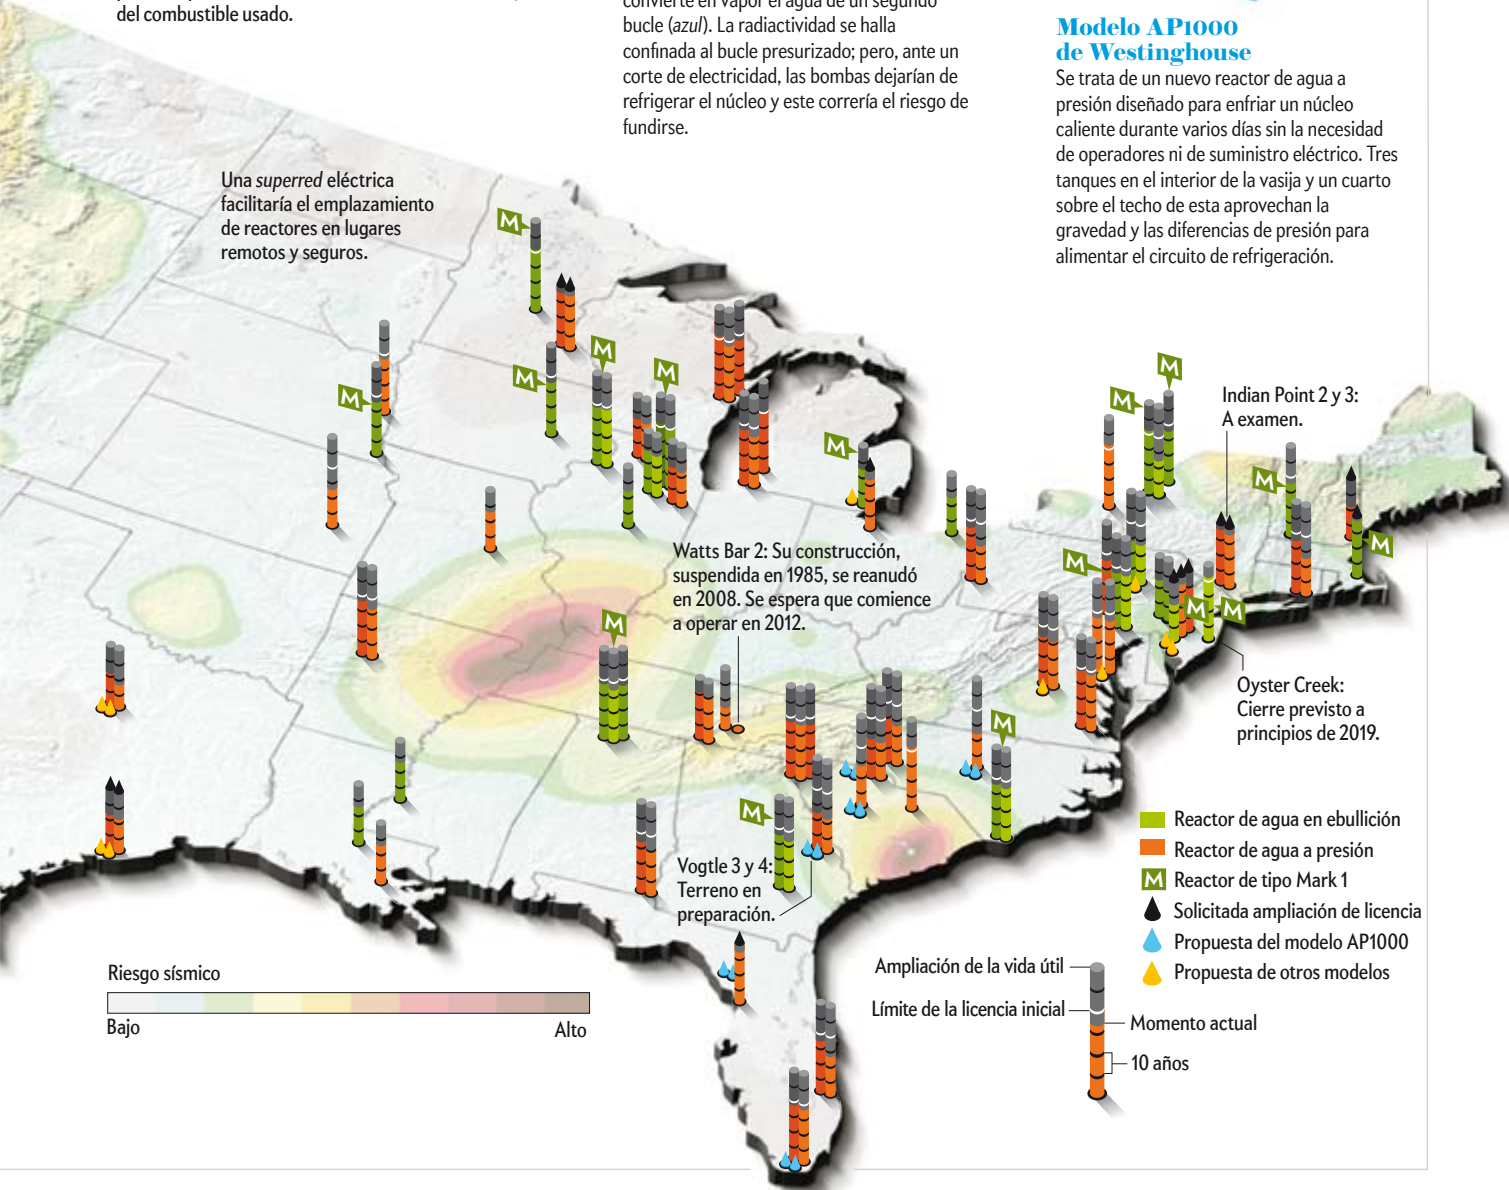 del combustible usado.
convierte en vapor el agua de un segundo
bucle (azul). La radiactividad se halla
confinada al bucle presurizado; pero, ante un
corte de electricidad, las bombas dejarían de
refrigerar el núcleo y este correría el riesgo de
fundirse.
Modelo AP1000
de Westinghouse
Se trata de un nuevo reactor de agua a
presión diseñado para enfriar un núcleo
caliente durante varios días sin la necesidad
de operadores ni de suministro eléctrico. Tres
tanques en el interior de la vasija y un cuarto
sobre el techo de esta aprovechan la
gravedad y las diferencias de presión para
alimentar el circuito de refrigeración.
Una superred eléctrica
facilitaría el emplazamiento
de reactores en lugares
remotos y seguros.
M
M
M
M
M
M
M
M
Indian Point 2 y 3:
A examen.
M
M
M
M
M
Watts Bar 2: Su construcción,
suspendida en 1985, se reanudó
en 2008. Se espera que comience
a operar en 2012.
M
Oyster Creek:
Cierre previsto a
principios de 2019.
M
M
M
Vogtle 3 y 4:
Terreno en
preparación.
Reactor de agua en ebullición
Reactor de agua a presión
M Reactor de tipo Mark 1
Solicitada ampliación de licencia
Propuesta del modelo AP1000
Propuesta de otros modelos
Riesgo sísmico
Bajo
Alto
Ampliación de la vida útil
Límite de la licencia inicial
Momento actual
10 años